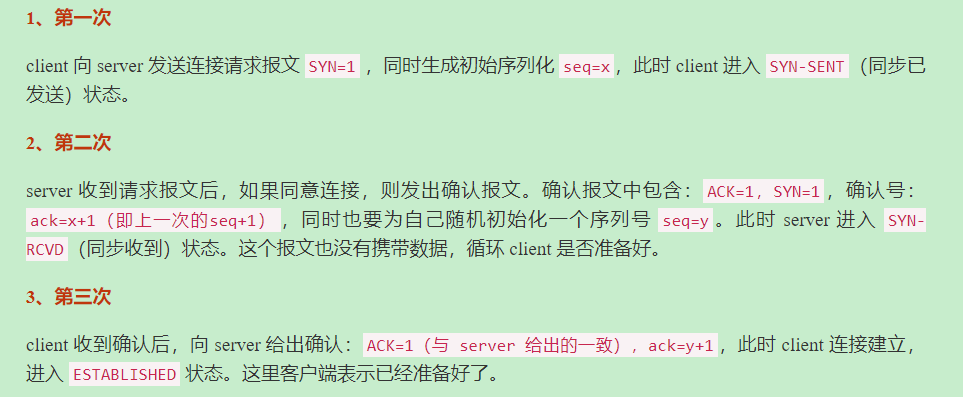 1、第一次
client 向 server 发送连接请求报文 SYN=1 ，同时生成初始序列化 seq=x，此时 client 进入 SYN-SENT（同步已
发送）状态。
2、第二次
server 收到请求报文后，如果同意连接，则发出确认报文。确认报文中包含：ACK=1, SYN=1，确认号：
ack=x+1（即上一次的seq+1），同时也要为自己随机初始化一个序列号 seq=y。此时 server 进入 SYN-
RCVD（同步收到）状态。这个报文也没有携带数据，循环 client 是否准备好。
3、第三次
client 收到确认后，向 server 给出确认：ACK=1（与 server 给出的一致）, ack=y+1，此时 client 连接建立，
进入 ESTABLISHED 状态。这里客户端表示已经准备好了。